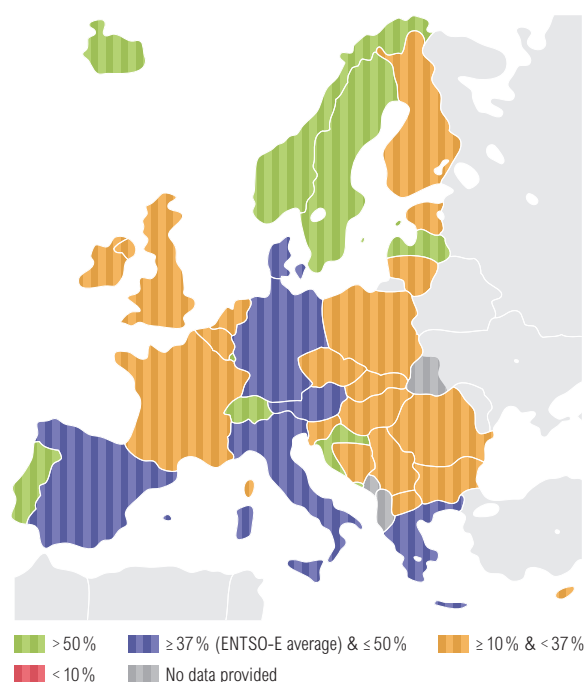 > 50 % ≥ 37 % (ENTSO-E average) & ≤ 50 % ≥ 10 % & < 37 %
< 10 % No data provided